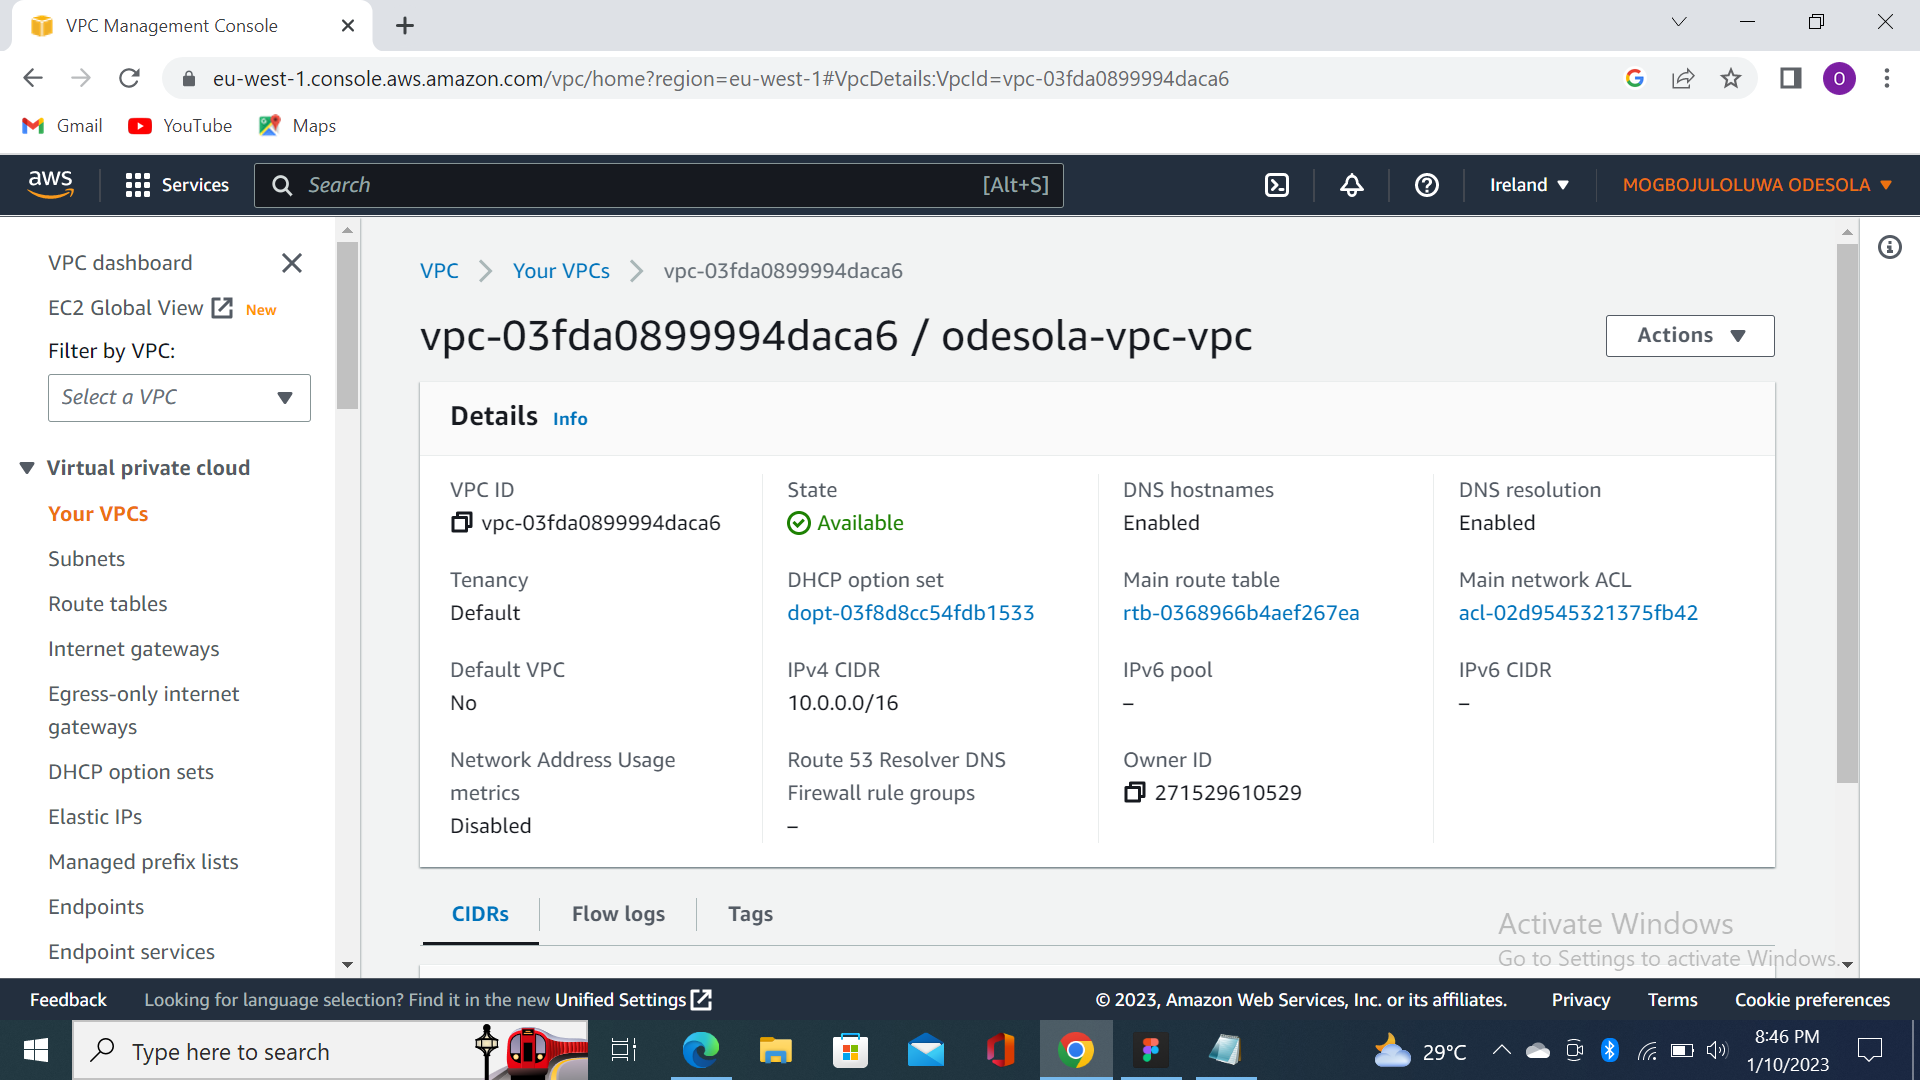 VPC Management Console
eu-west-1.console.aws.amazon.com/vpc/home?region=eu-west-1#VpcDetails:VpcId=vpc-03fda0899994daca6
O
Gmail YouTube Maps
aws Services Search [Alt+S] Ireland MOGBOJULOLUWA ODESOLA
VPC dashboard
EC2 Global View New
Filter by VPC:
Select a VPC
Virtual private cloud
Your VPCs
Subnets
Route tables
Internet gateways
Egress-only internet
gateways
DHCP option sets
Elastic IPs
Managed prefix lists
Endpoints
Endpoint services
VPC Your VPCs vpc-03fda0899994daca6
vpc-03fda0899994daca6 / odesola-vpc-vpc
Actions
Details Info
VPC ID
vpc-03fda0899994daca6
State
Available
DNS hostnames
Enabled
DNS resolution
Enabled
Tenancy
Default
DHCP option set
dopt-03f8d8cc54fdb1533
Main route table
rtb-0368966b4aef267ea
Main network ACL
acl-02d9545321375fb42
Default VPC
No
IPv4 CIDR
10.0.0.0/16
IPv6 pool
–
IPv6 CIDR
–
Network Address Usage
metrics
Disabled
Route 53 Resolver DNS
Firewall rule groups
–
Owner ID
271529610529
CIDRs Flow logs Tags
Activate Windows
Go to Settings to activate Windows.
Feedback Looking for language selection? Find it in the new Unified Settings © 2023, Amazon Web Services, Inc. or its affiliates. Privacy Terms Cookie preferences
Type here to search
29°C
8:46 PM
1/10/2023